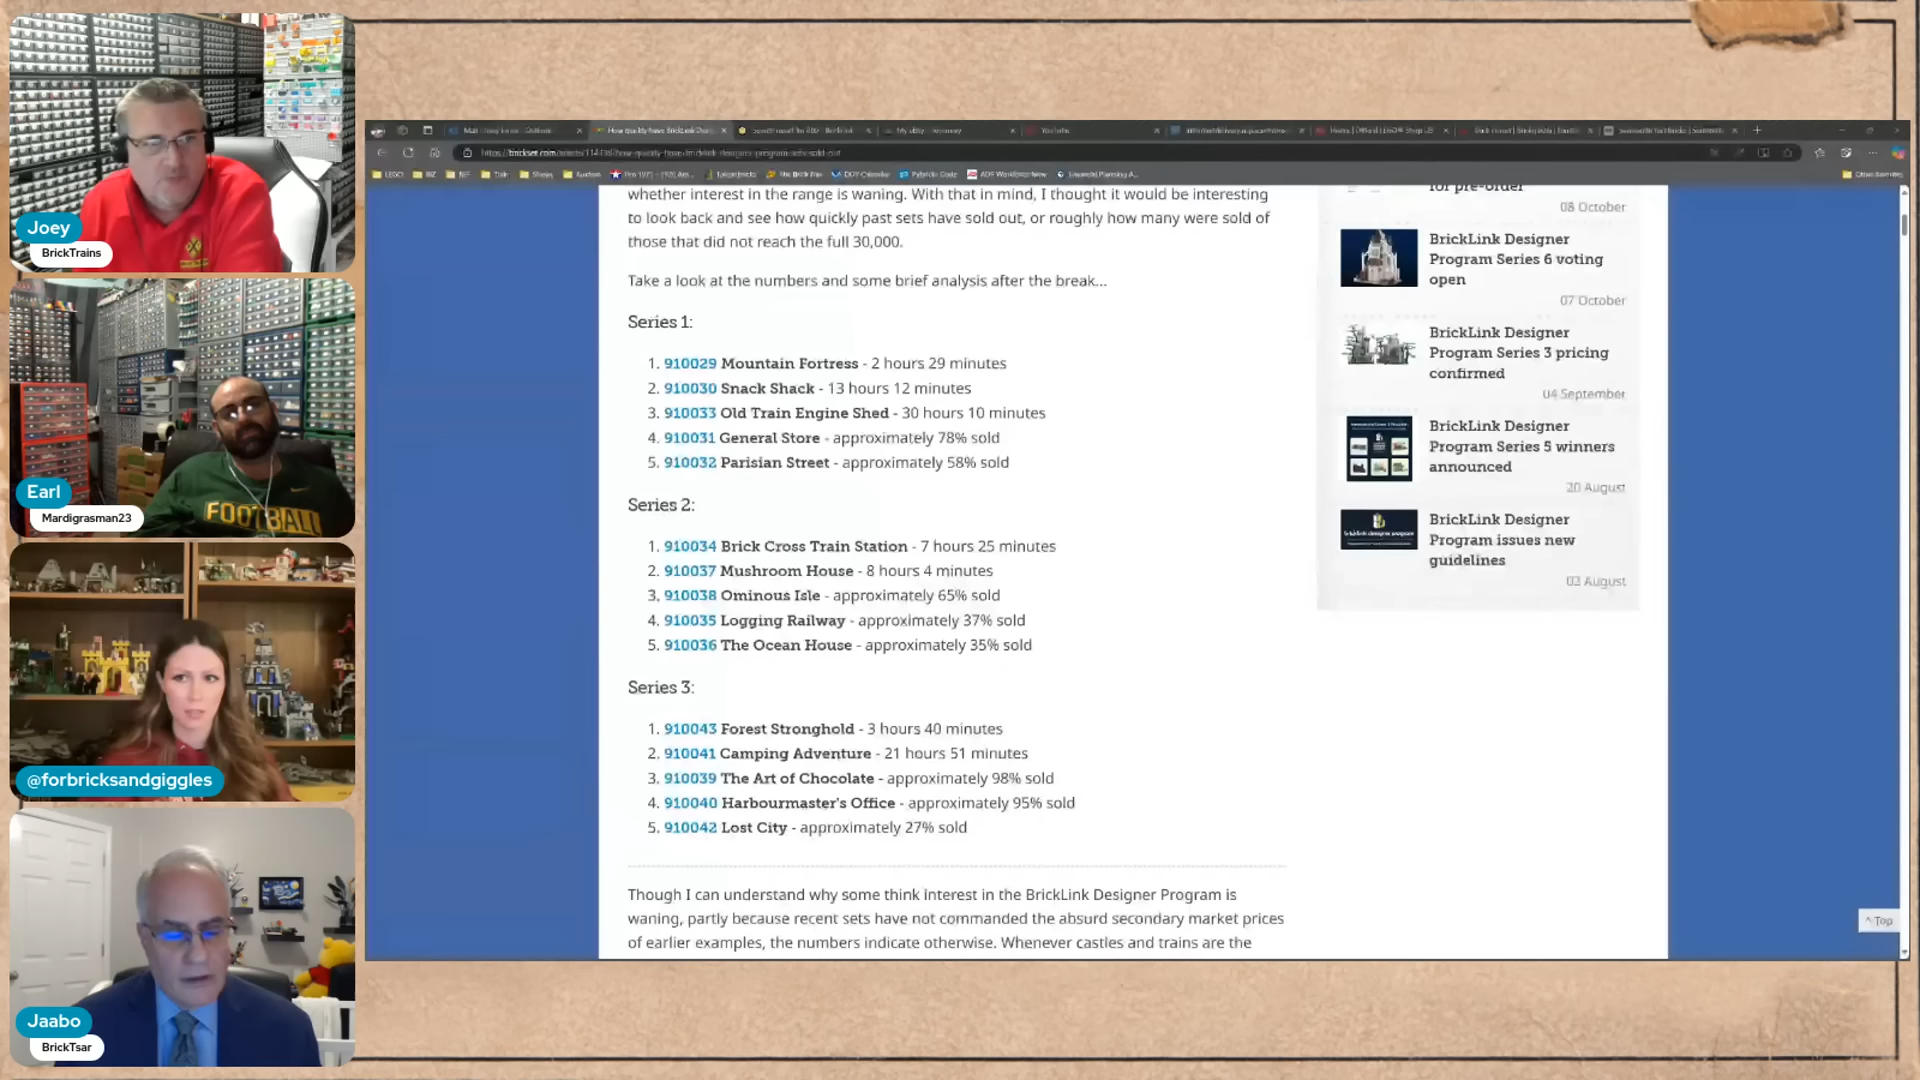 Joey
BrickTrains
Earl
Mardigrasman23
FOOTBALL
@forbricksandgiggles
Jaabo
BrickTsar
whether interest in the range is waning. With that in mind, I thought it would be interesting
to look back and see how quickly past sets have sold out, or roughly how many were sold of
those that did not reach the full 30,000.
Take a look at the numbers and some brief analysis after the break...
Series 1:
1. 910029 Mountain Fortress - 2 hours 29 minutes
2. 910030 Snack Shack - 13 hours 12 minutes
3. 910033 Old Train Engine Shed - 30 hours 10 minutes
4. 910031 General Store - approximately 78% sold
5. 910032 Parisian Street - approximately 58% sold
Series 2:
1. 910034 Brick Cross Train Station - 7 hours 25 minutes
2. 910037 Mushroom House - 8 hours 4 minutes
3. 910038 Ominous Isle - approximately 65% sold
4. 910035 Logging Railway - approximately 37% sold
5. 910036 The Ocean House - approximately 35% sold
Series 3:
1. 910043 Forest Stronghold - 3 hours 40 minutes
2. 910041 Camping Adventure - 21 hours 51 minutes
3. 910039 The Art of Chocolate - approximately 98% sold
4. 910040 Harbourmaster's Office - approximately 95% sold
5. 910042 Lost City - approximately 27% sold
Though I can understand why some think interest in the BrickLink Designer Program is
waning, partly because recent sets have not commanded the absurd secondary market prices
of earlier examples, the numbers indicate otherwise. Whenever castles and trains are the
for pre-order
08 October
BrickLink Designer
Program Series 6 voting
open
07 October
BrickLink Designer
Program Series 3 pricing
confirmed
04 September
BrickLink Designer
Program Series 5 winners
announced
20 August
BrickLink Designer
Program issues new
guidelines
02 August
^ Top